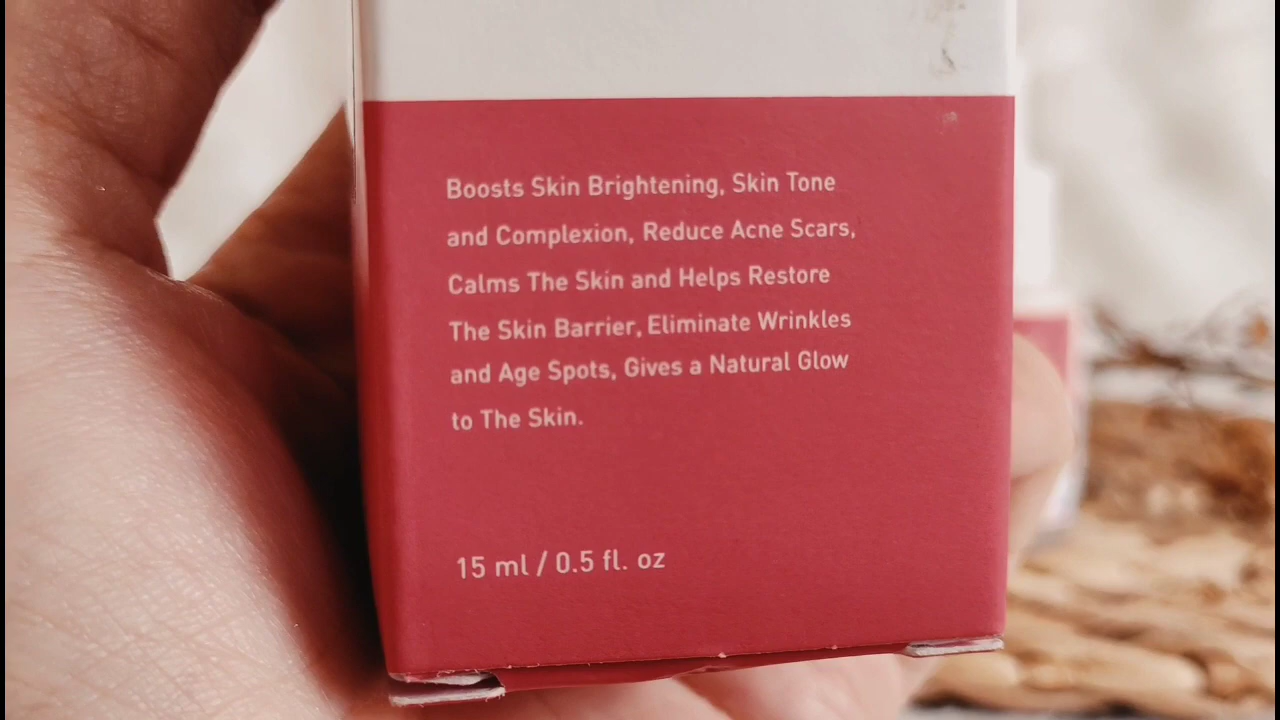 Boosts Skin Brightening, Skin Tone
and Complexion, Reduce Acne Scars,
Calms The Skin and Helps Restore
The Skin Barrier, Eliminate Wrinkles
and Age Spots, Gives a Natural Glow
to The Skin.
15 ml / 0.5 fl. oz